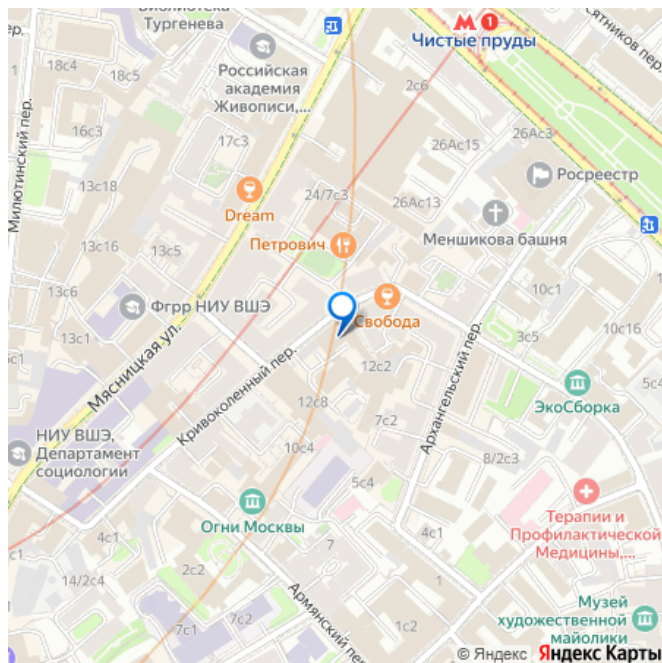 Библиотека
Тургенева
Чистые пруды
1
Сятников пер.
Российская
академия
Живописи,...
18с4
18с5
2с6
16с3
17с3
26Ас15
26Ас3
Милютинский пер.
13с18
24/7с3
26Ас13
Росреестр
Dream
Петрович
Меншикова башня
13с16
13с5
13с6
Фгрр НИУ ВШЭ
10с1
Свобода
13с1
3с5
10с16
Мясницкая ул.
Кривоколенный пер.
Архангельский пер.
12с2
5с4
ЭкоСборка
12с8
7с2
НИУ ВШЭ,
Департамент
социологии
10с4
8/2с3
5с4
Огни Москвы
Терапии и
Профилактической
Медицины,...
4с1
4с1
7
14/2с4
2с2
Армянский пер.
Музей
художественной
майолики
7с1
7с2
1с2
© Яндекс Яндекс Карты